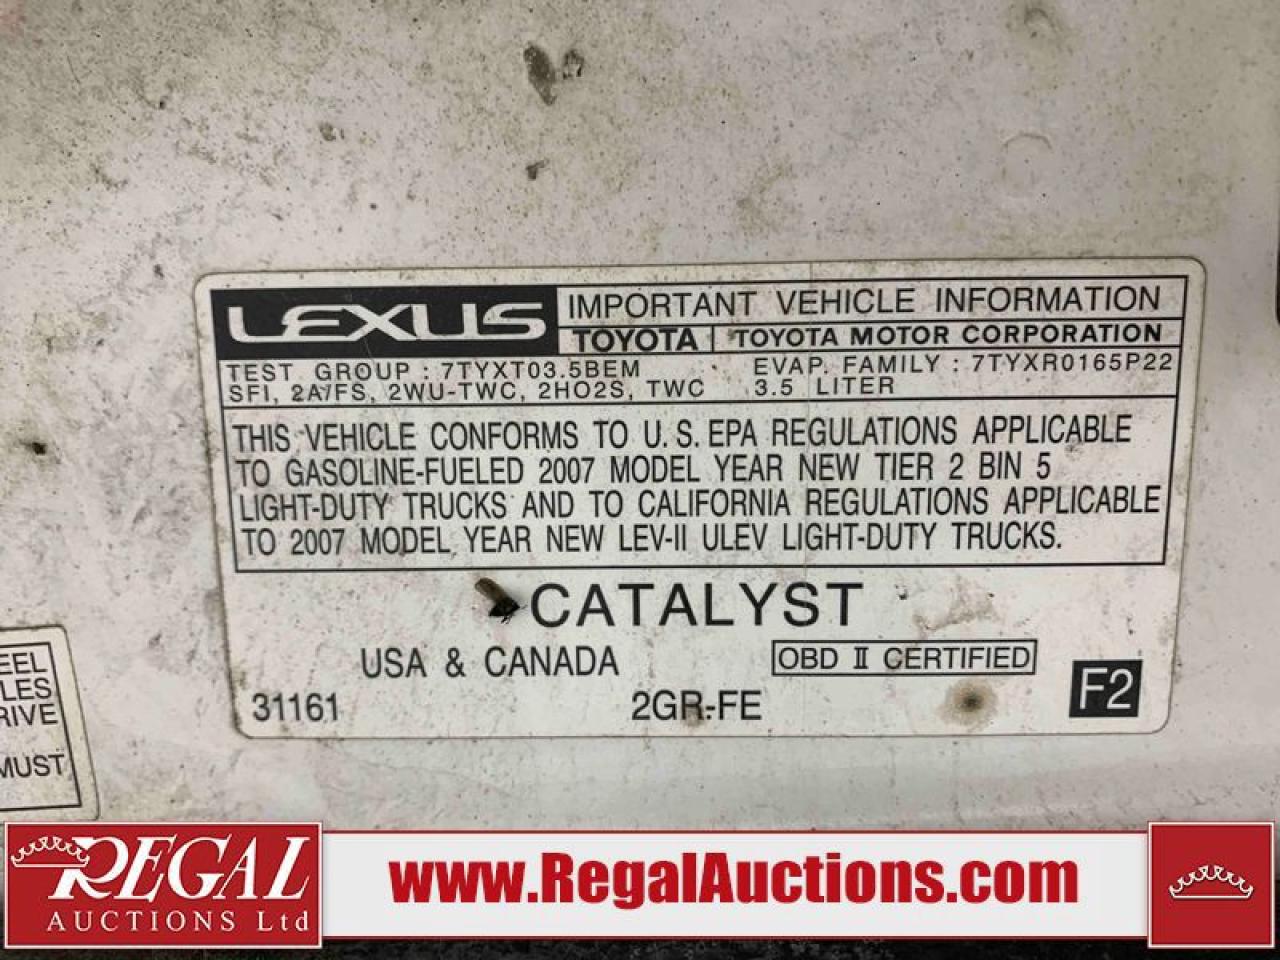 LEXUS
IMPORTANT VEHICLE INFORMATION
TOYOTA TOYOTA MOTOR CORPORATION
TEST GROUP : 7TYXT03.5BEM EVAP. FAMILY : 7TYXR0165P22
SFI, 2A/FS, 2WU-TWC, 2HO2S, TWC 3.5 LITER
THIS VEHICLE CONFORMS TO U.S. EPA REGULATIONS APPLICABLE
TO GASOLINE-FUELED 2007 MODEL YEAR NEW TIER 2 BIN 5
LIGHT-DUTY TRUCKS AND TO CALIFORNIA REGULATIONS APPLICABLE
TO 2007 MODEL YEAR NEW LEV-II ULEV LIGHT-DUTY TRUCKS.
CATALYST
USA & CANADA OBD II CERTIFIED
31161 2GR-FE F2
EEL
LES
RIVE
MUST
REGAL
AUCTIONS Ltd
www.RegalAuctions.com